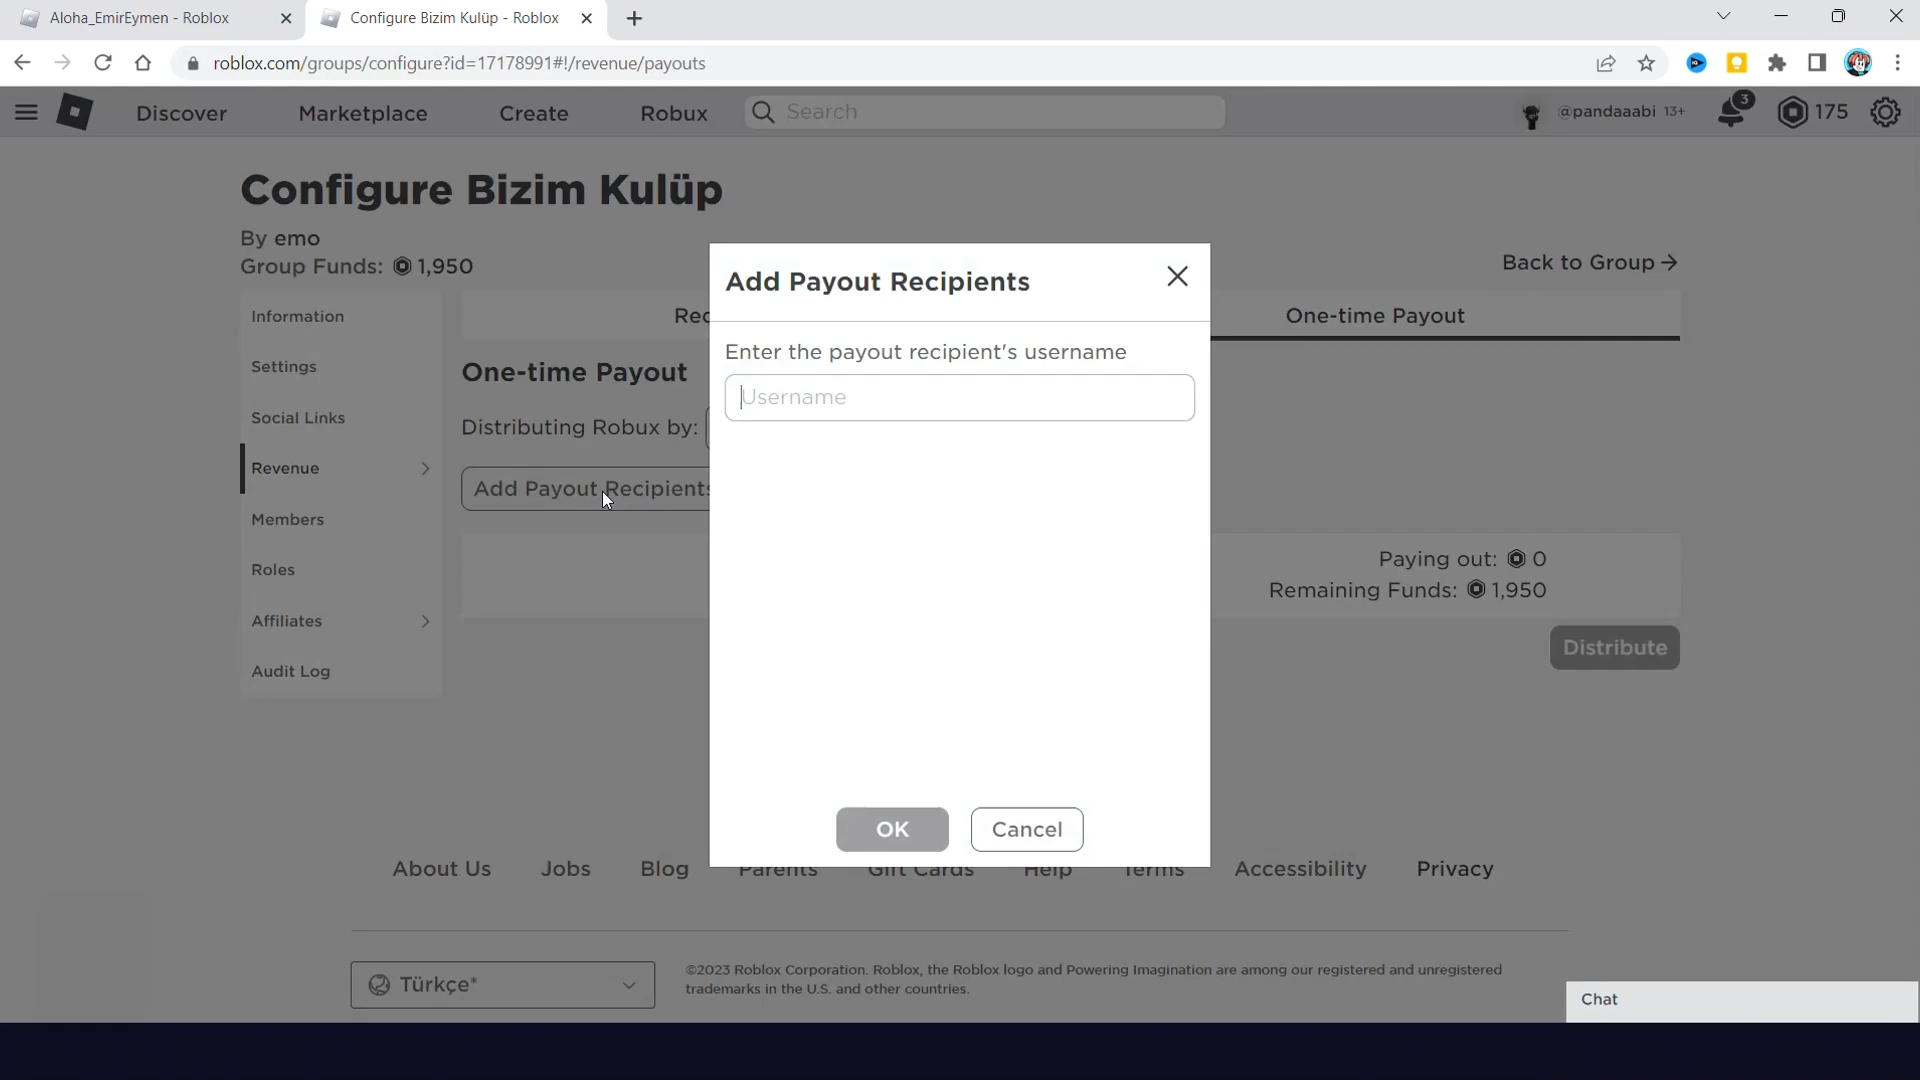 Aloha_EmirEymen - Roblox
Configure Bizim Kulüp - Roblox
roblox.com/groups/configure?id=17178991#!/revenue/payouts
Discover
Marketplace
Create
Robux
Search
@pandaaabi 13+
3
175
Configure Bizim Kulüp
By emo
Group Funds: 1,950
Back to Group
Information
Settings
Social Links
Revenue
Members
Roles
Affiliates
Audit Log
Rec
One-time Payout
One-time Payout
Distributing Robux by:
Add Payout Recipients
Paying out: 0
Remaining Funds: 1,950
Distribute
Add Payout Recipients
Enter the payout recipient's username
Username
OK
Cancel
About Us
Jobs
Blog
Parents
Gift Cards
Help
Terms
Accessibility
Privacy
Türkçe*
©2023 Roblox Corporation. Roblox, the Roblox logo and Powering Imagination are among our registered and unregistered
trademarks in the U.S. and other countries.
Chat